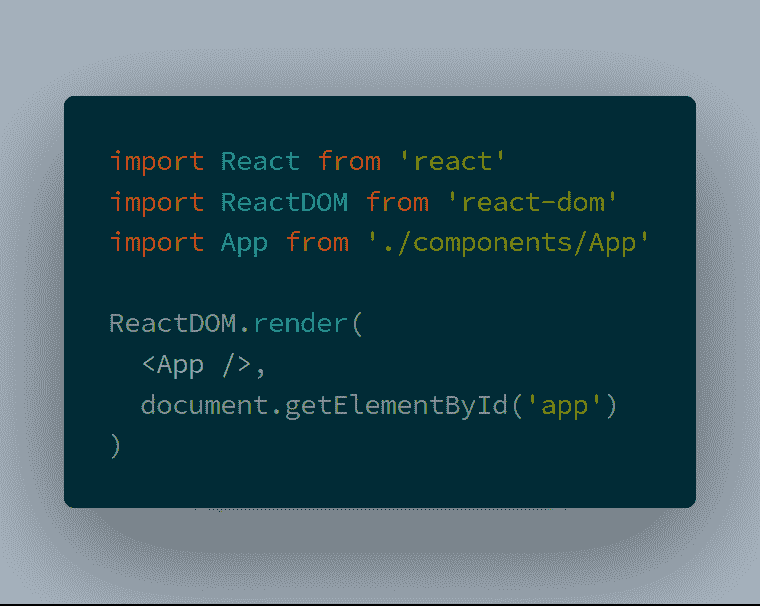 import React from 'react'
import ReactDOM from 'react-dom'
import App from './components/App'

ReactDOM.render(
  <App />,
  document.getElementById('app')
)